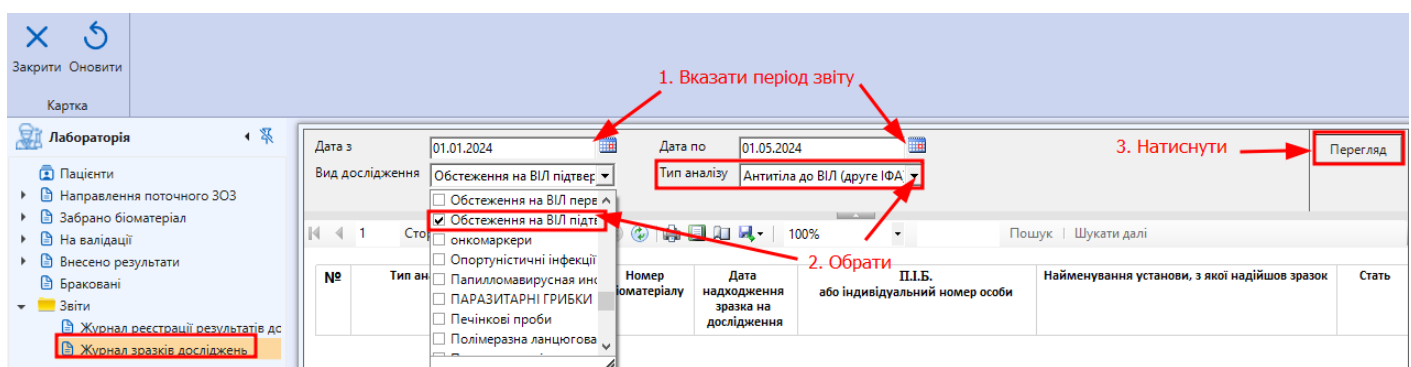 Закрити Оновити
Картка
1. Вказати період звіту
Лабораторія
Пацієнти
Направлення поточного ЗОЗ
Забрано біоматеріал
На валідації
Внесено результати
Браковані
Звіти
Журнал реєстрації результатів дс
Журнал зразків досліджень
Дата з 01.01.2024 Дата по 01.05.2024
3. Натиснути
Перегляд
Вид дослідження Обстеження на ВІЛ підтвер Тип аналізу Антитіла до ВІЛ (друге ІФА
Обстеження на ВІЛ перв
Обстеження на ВІЛ підтв
онкомаркери
Опортуністичні інфекції
Папилломавирусная инс
ПАРАЗИТАРНІ ГРИБКИ
Печінкові проби
Полімеразна ланцюгова
1 Сто 100% Пошук | Шукати далі
2. Обрати
№ Тип ан
Номер
іоматеріалу
Дата
надходження
зразка на
дослідження
П.І.Б.
або індивідуальний номер особи
Найменування установи, з якої надійшов зразок
Стать